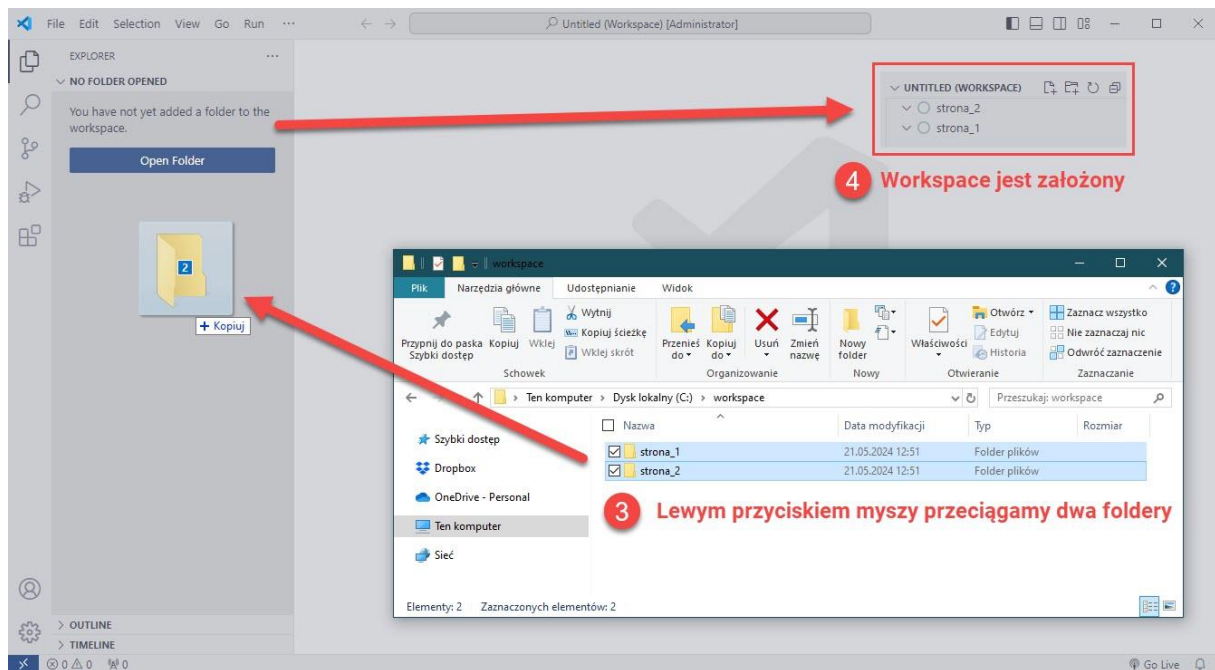 File Edit Selection View Go Run ···
Untitled (Workspace) [Administrator]
EXPLORER
NO FOLDER OPENED
You have not yet added a folder to the
workspace.
Open Folder
2
+ Kopiuj
UNTITLED (WORKSPACE)
strona_2
strona_1
4 Workspace jest założony
workspace
Plik Narzędzia główne Udostępnianie Widok
Przypnij do paska
Szybki dostęp
Kopiuj
Wklej
Wytnij
Kopiuj ścieżkę
Wklej skrót
Schowek
Przenieś
do
Kopiuj
do
Usuń
Zmień
nazwę
Organizowanie
Nowy
folder
Nowy
Właściwości
Otwórz
Edytuj
Historia
Otwieranie
Zaznacz wszystko
Nie zaznaczaj nic
Odwróć zaznaczenie
Zaznaczanie
Ten komputer › Dysk lokalny (C:) › workspace
Przeszukaj: workspace
Nazwa Data modyfikacji Typ Rozmiar
strona_1 21.05.2024 12:51 Folder plików
strona_2 21.05.2024 12:51 Folder plików
Szybki dostęp
Dropbox
OneDrive - Personal
Ten komputer
Sieć
3 Lewym przyciskiem myszy przeciągamy dwa foldery
Elementy: 2 Zaznaczonych elementów: 2
OUTLINE
TIMELINE
0 0 0
Go Live